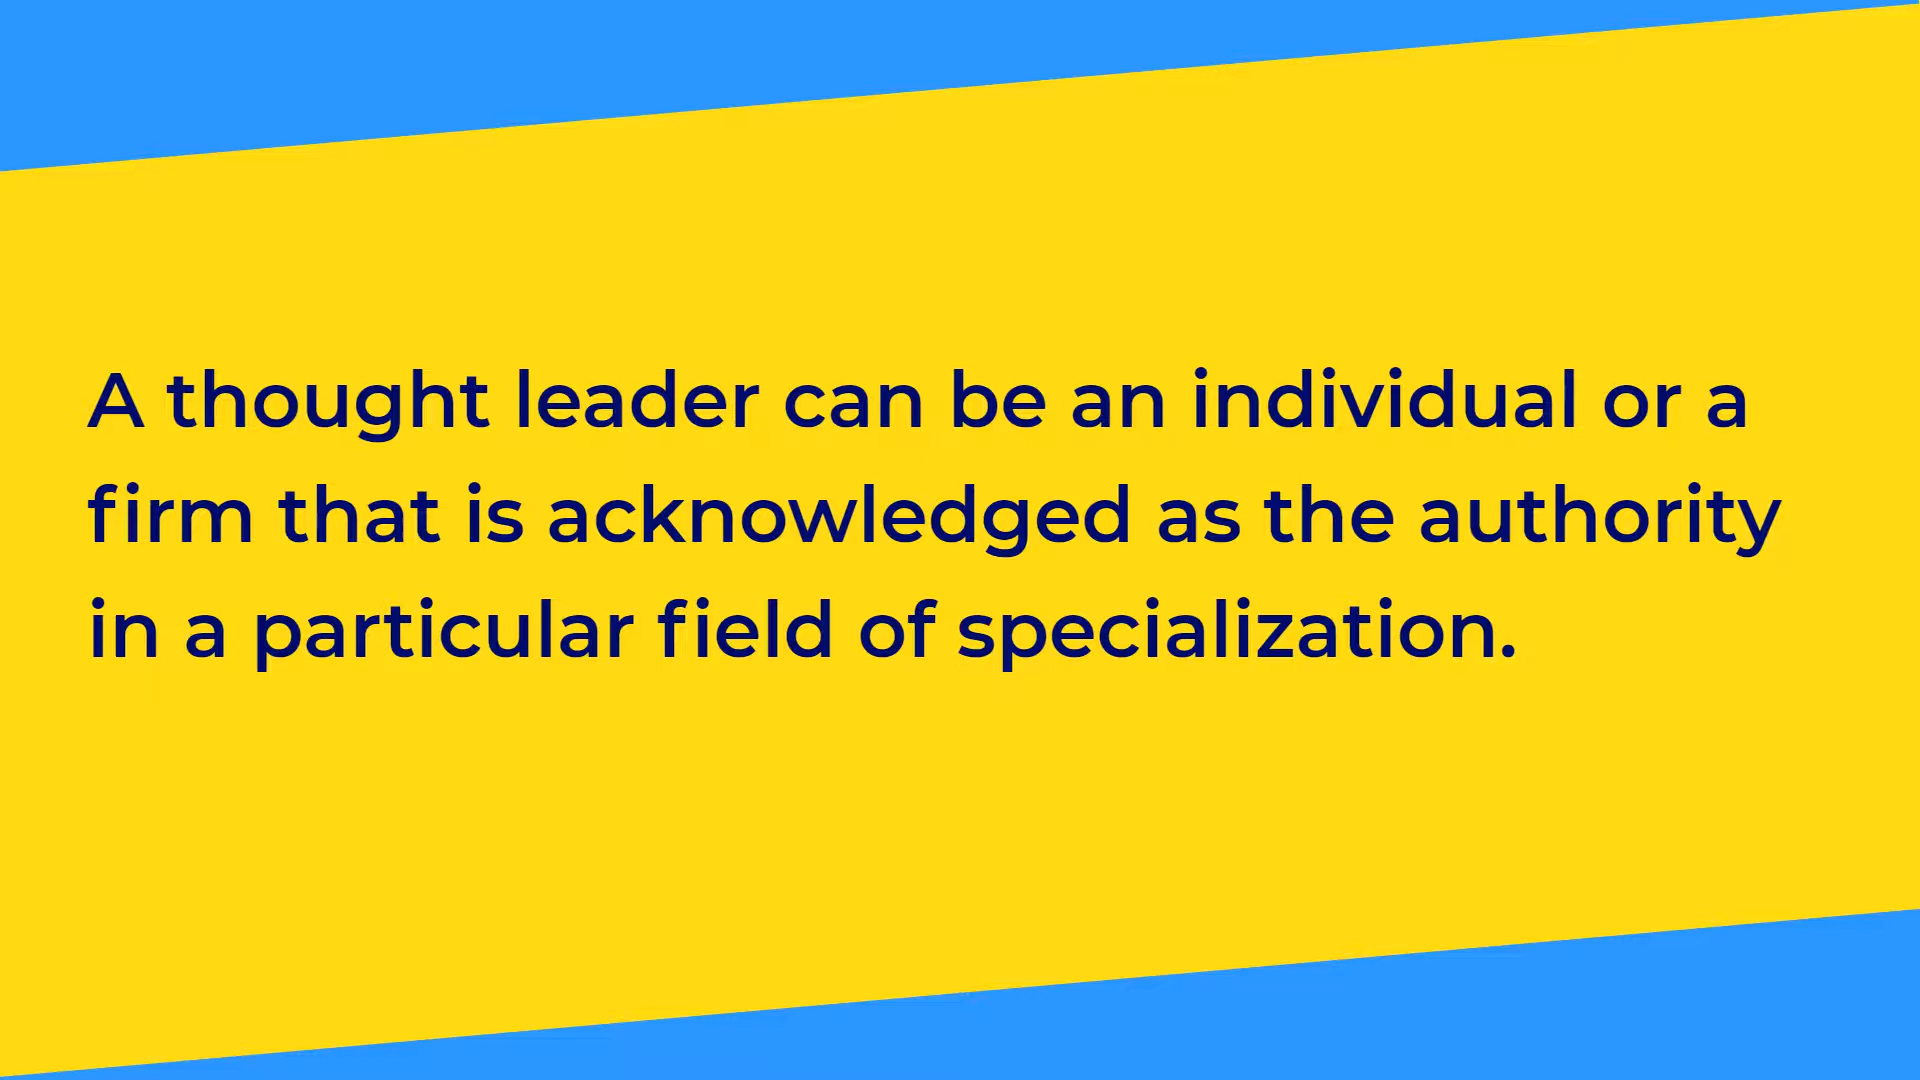 A thought leader can be an individual or a
firm that is acknowledged as the authority
in a particular field of specialization.